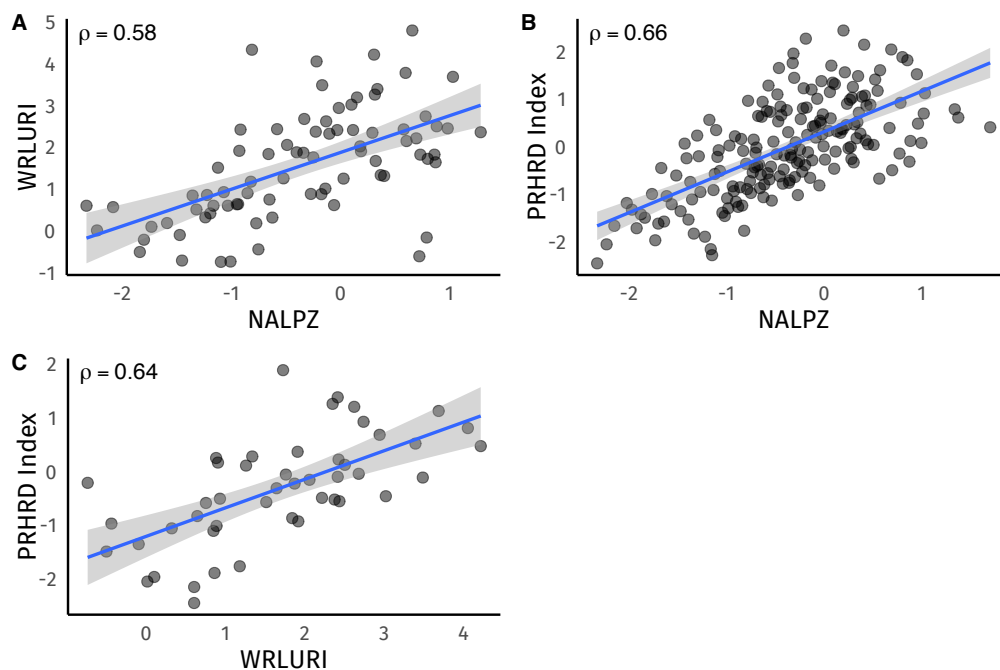 A
ρ = 0.58
WRLURI
5
4
3
2
1
0
-1
-2 -1 0 1
NALPZ
B
ρ = 0.66
PRHRD Index
2
1
0
-1
-2
-2 -1 0 1
NALPZ
C
ρ = 0.64
PRHRD Index
2
1
0
-1
-2
0 1 2 3 4
WRLURI